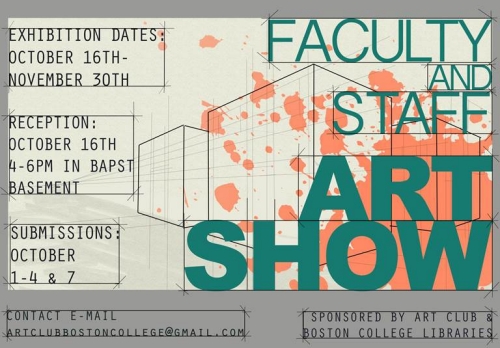 EXHIBITION DATES:
OCTOBER 16TH-
NOVEMBER 30TH
RECEPTION:
OCTOBER 16TH
4-6PM IN BAPST
BASEMENT
SUBMISSIONS:
OCTOBER
1-4 & 7
FACULTY
AND
STAFF
ART
SHOW
CONTACT E-MAIL
ARTCLUBBOSTONCOLLEGE@GMAIL.COM
SPONSORED BY ART CLUB &
BOSTON COLLEGE LIBRARIES